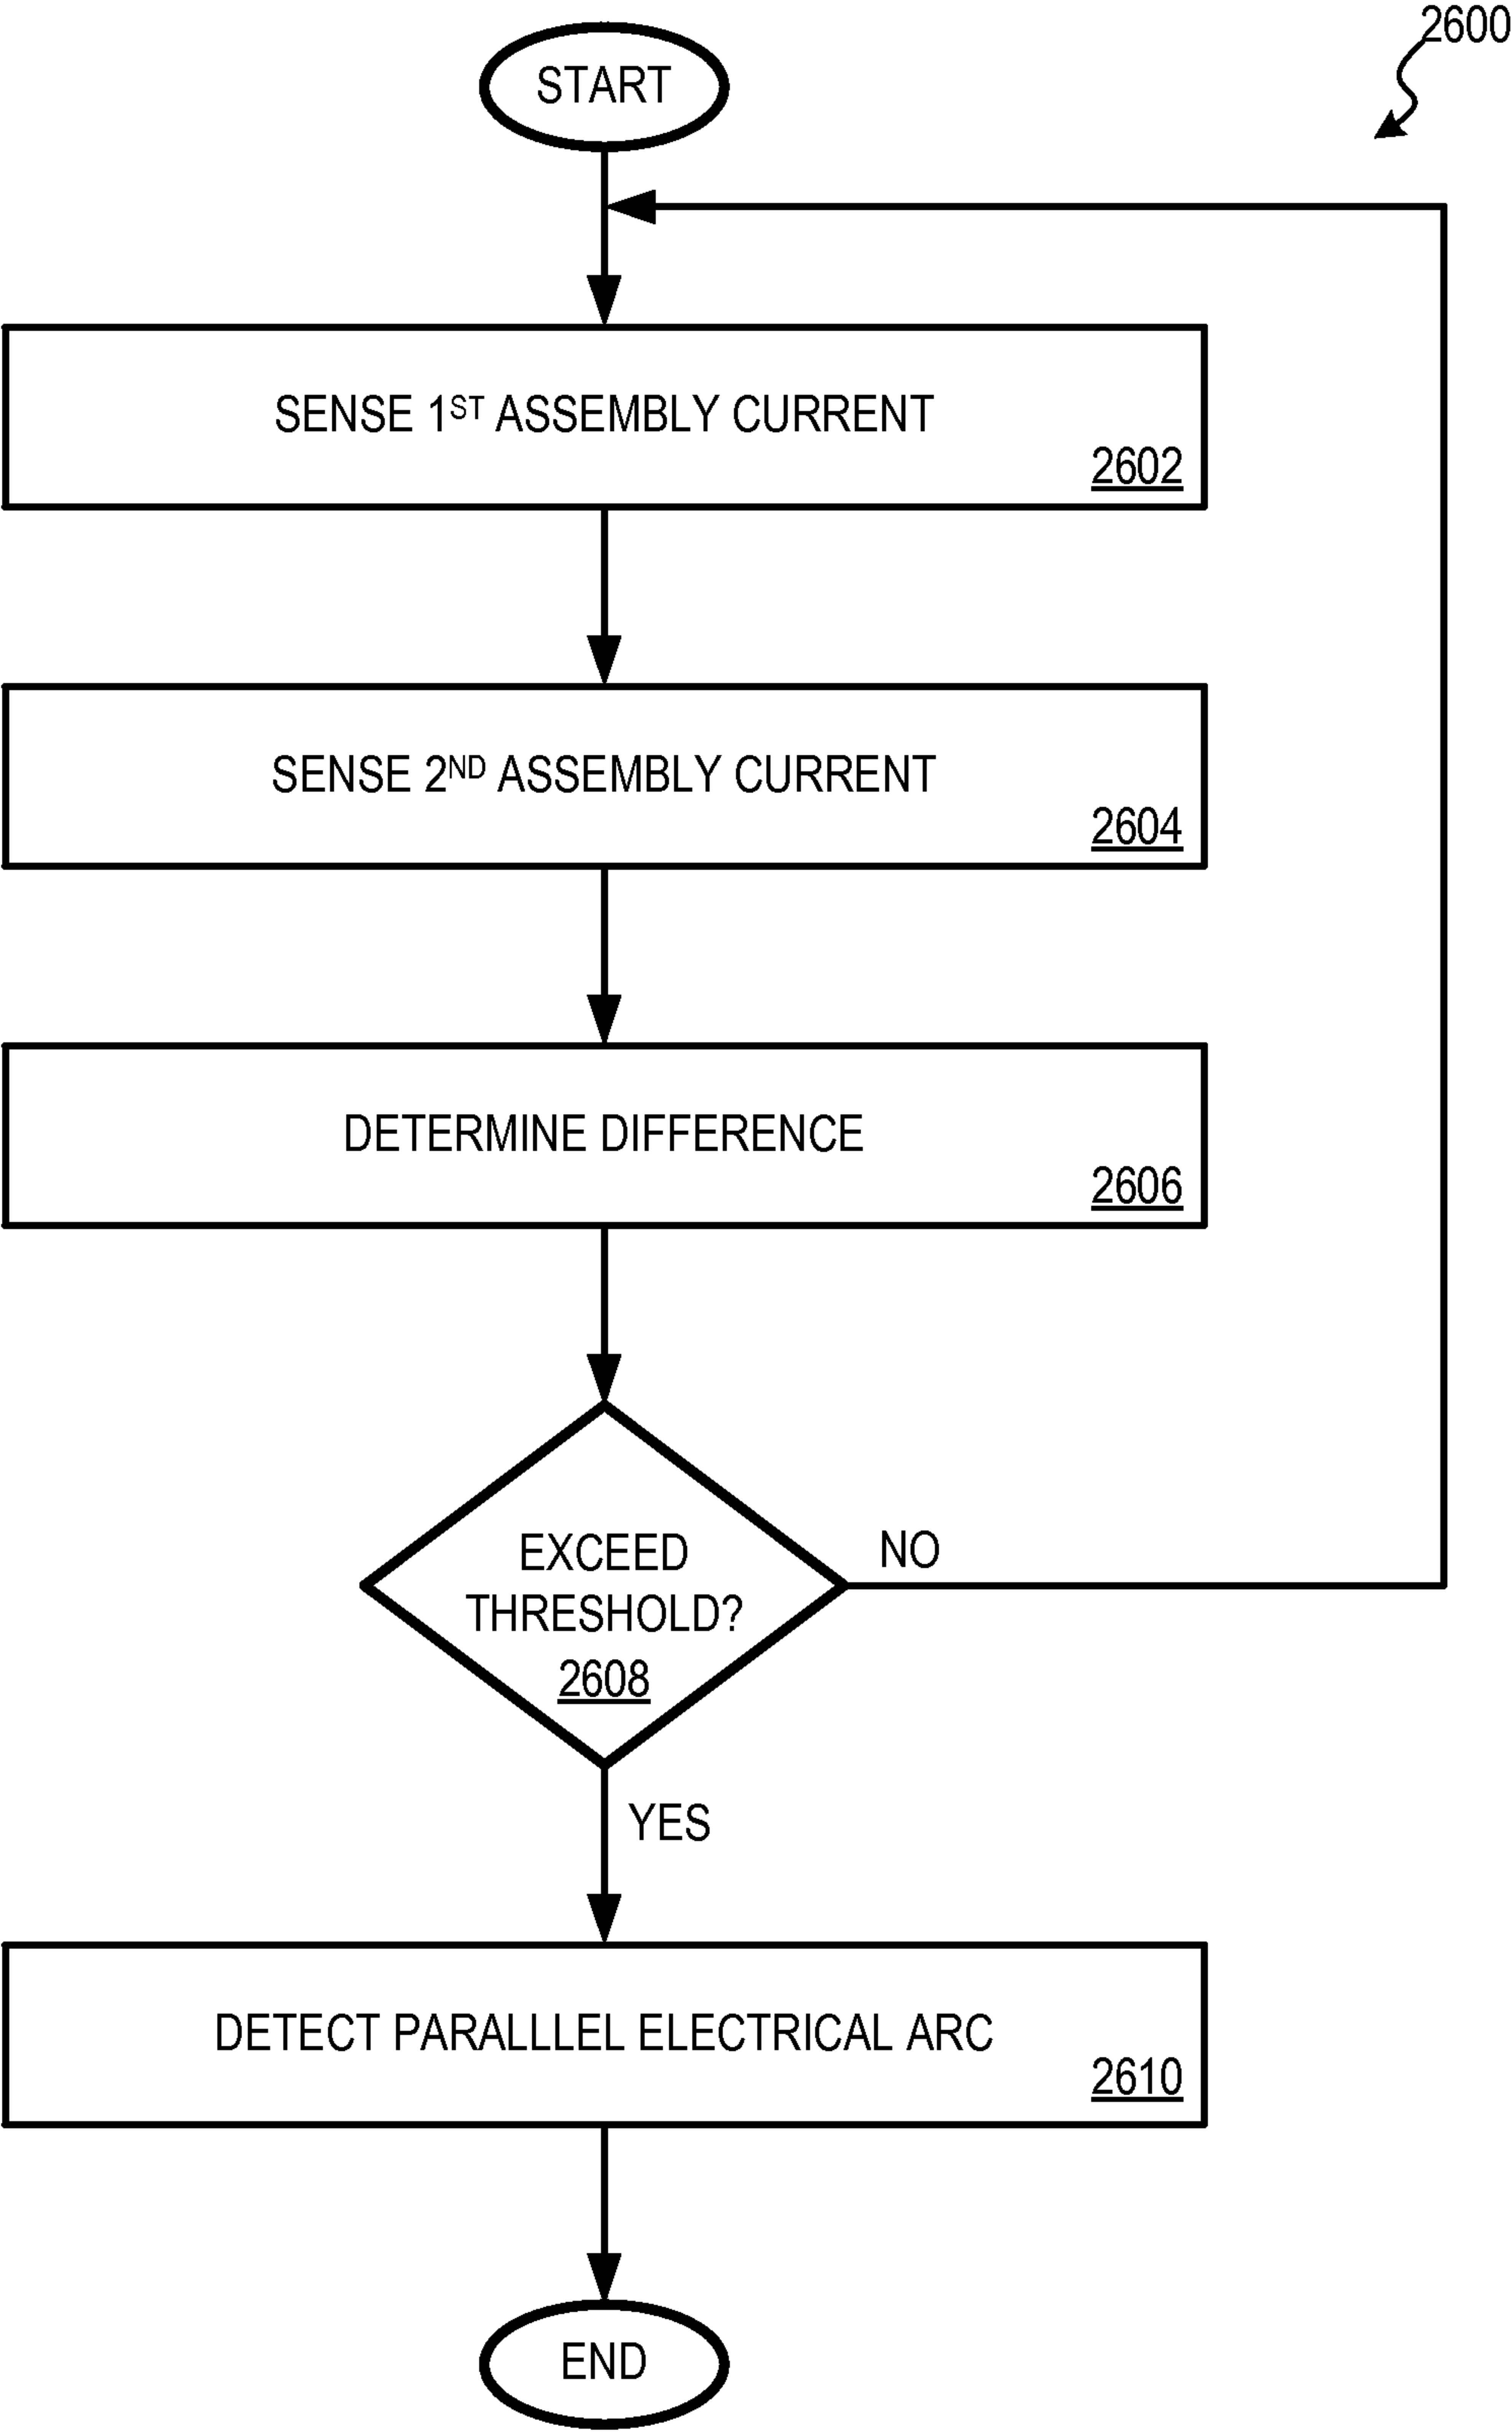 2600
START
SENSE 1ST ASSEMBLY CURRENT
2602
SENSE 2ND ASSEMBLY CURRENT
2604
DETERMINE DIFFERENCE
2606
EXCEED
THRESHOLD?
2608
NO
YES
DETECT PARALLLEL ELECTRICAL ARC
2610
END